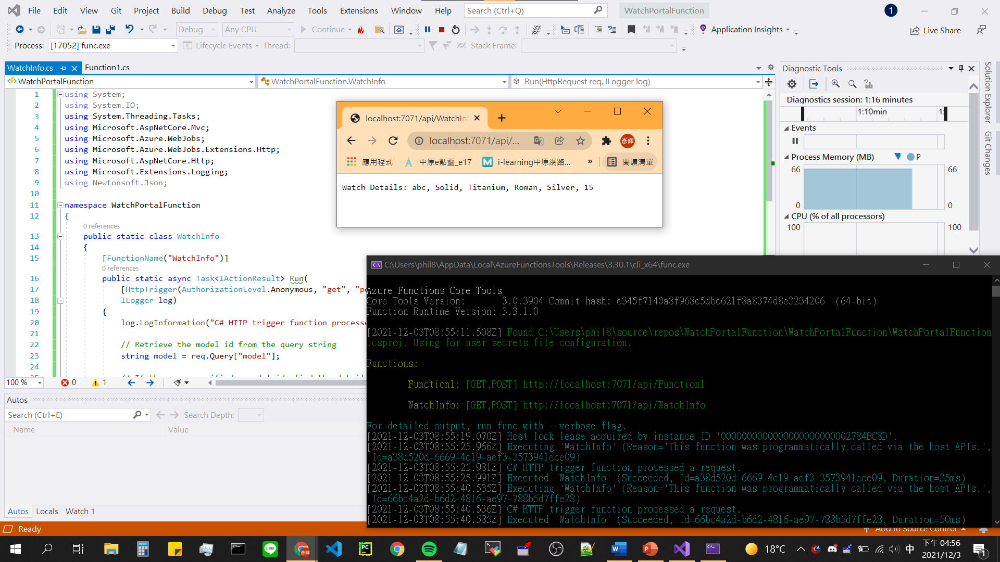 File Edit View Git Project Build Debug Test Analyze Tools Extensions Window Help Search (Ctrl+Q) WatchPortalFunction 1
Debug Any CPU Continue Application Insights Live Share
Process: [17052] func.exe Lifecycle Events Thread: Stack Frame:
WatchInfo.cs Function1.cs
WatchPortalFunction WatchPortalFunction.WatchInfo Run(HttpRequest req, ILogger log)
1 using System;
2 using System.IO;
3 using System.Threading.Tasks;
4 using Microsoft.AspNetCore.Mvc;
5 using Microsoft.Azure.WebJobs;
6 using Microsoft.Azure.WebJobs.Extensions.Http;
7 using Microsoft.AspNetCore.Http;
8 using Microsoft.Extensions.Logging;
9 using Newtonsoft.Json;
10
11 namespace WatchPortalFunction
12 {
0 references
13 public static class WatchInfo
14 {
15 [FunctionName("WatchInfo")]
0 references
16 public static async Task<IActionResult> Run(
17 [HttpTrigger(AuthorizationLevel.Anonymous, "get", "po
18 ILogger log)
19 {
20 log.LogInformation("C# HTTP trigger function processe
21
22 // Retrieve the model id from the query string
23 string model = req.Query["model"];
24
100 % 0 1
Autos
Search (Ctrl+E) Search Depth:
Name Value
Autos Locals Watch 1
Ready
Add to Source Control
localhost:7071/api/WatchInf
localhost:7071/api/... 彥輝
應用程式 中原e點靈_e17 i-learning中原網路... » 閱讀清單
Watch Details: abc, Solid, Titanium, Roman, Silver, 15
Diagnostic Tools
Diagnostics session: 1:16 minutes
1:10min 1:
Events
Process Memory (MB) P
66 66
0 0
CPU (% of all processors)
100 100
Solution Explorer
Git Changes
C:\Users\phil8\AppData\Local\AzureFunctionsTools\Releases\3.30.1\cli_x64\func.exe
Azure Functions Core Tools
Core Tools Version: 3.0.3904 Commit hash: c345f7140a8f968c5dbc621f8a8374d8e3234206 (64-bit)
Function Runtime Version: 3.3.1.0
[2021-12-03T08:55:11.508Z] Found C:\Users\phil8\source\repos\WatchPortalFunction\WatchPortalFunction\WatchPortalFunction
.csproj. Using for user secrets file configuration.
Functions:
Function1: [GET,POST] http://localhost:7071/api/Function1
WatchInfo: [GET,POST] http://localhost:7071/api/WatchInfo
For detailed output, run func with --verbose flag.
[2021-12-03T08:55:19.070Z] Host lock lease acquired by instance ID '0000000000000000000000002784BC8D'.
[2021-12-03T08:55:25.966Z] Executing 'WatchInfo' (Reason='This function was programmatically called via the host APIs.',
Id=a38d520d-6669-4c19-aef3-3573941ece09)
[2021-12-03T08:55:25.981Z] C# HTTP trigger function processed a request.
[2021-12-03T08:55:25.991Z] Executed 'WatchInfo' (Succeeded, Id=a38d520d-6669-4c19-aef3-3573941ece09, Duration=35ms)
[2021-12-03T08:55:40.535Z] Executing 'WatchInfo' (Reason='This function was programmatically called via the host APIs.',
Id=66bc4a2d-b6d2-4816-ae97-788b5d7ffe28)
[2021-12-03T08:55:40.536Z] C# HTTP trigger function processed a request.
[2021-12-03T08:55:40.585Z] Executed 'WatchInfo' (Succeeded, Id=66bc4a2d-b6d2-4816-ae97-788b5d7ffe28, Duration=50ms)
18°C 中 下午 04:56
2021/12/3 1